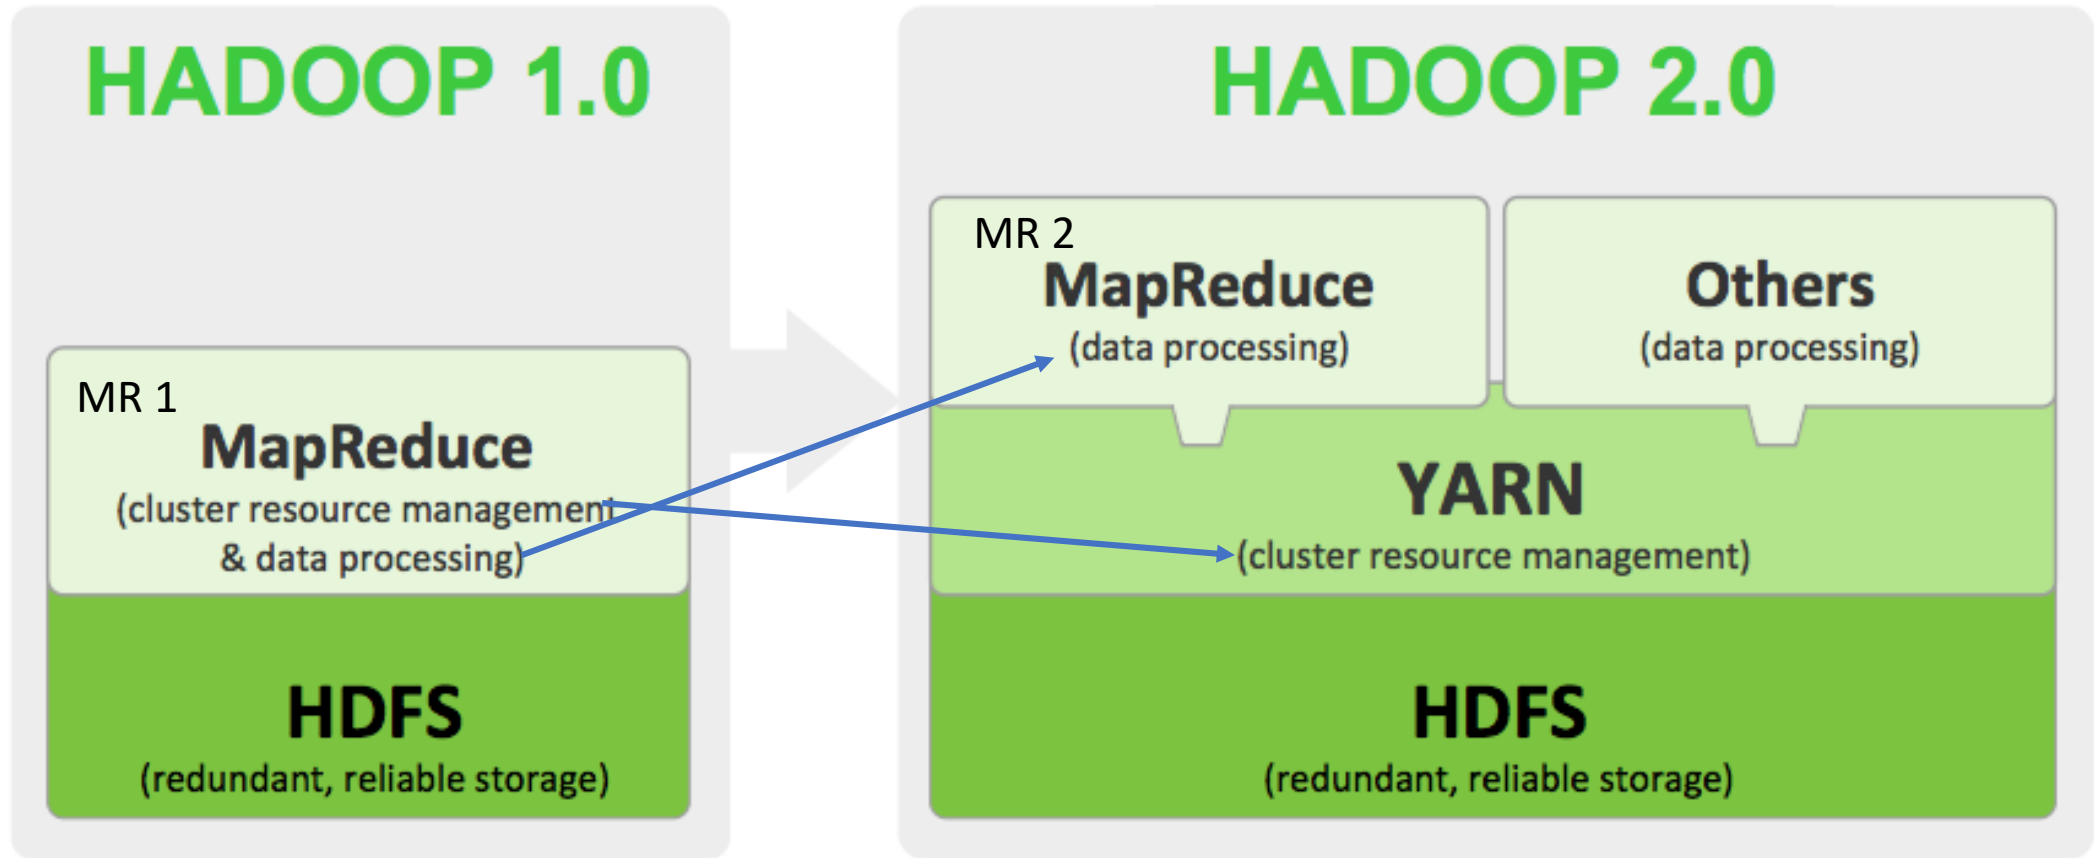 HADOOP 1.0
MR 1
MapReduce
(cluster resource management
& data processing)
HDFS
(redundant, reliable storage)
HADOOP 2.0
MR 2
MapReduce
(data processing)
Others
(data processing)
YARN
(cluster resource management)
HDFS
(redundant, reliable storage)